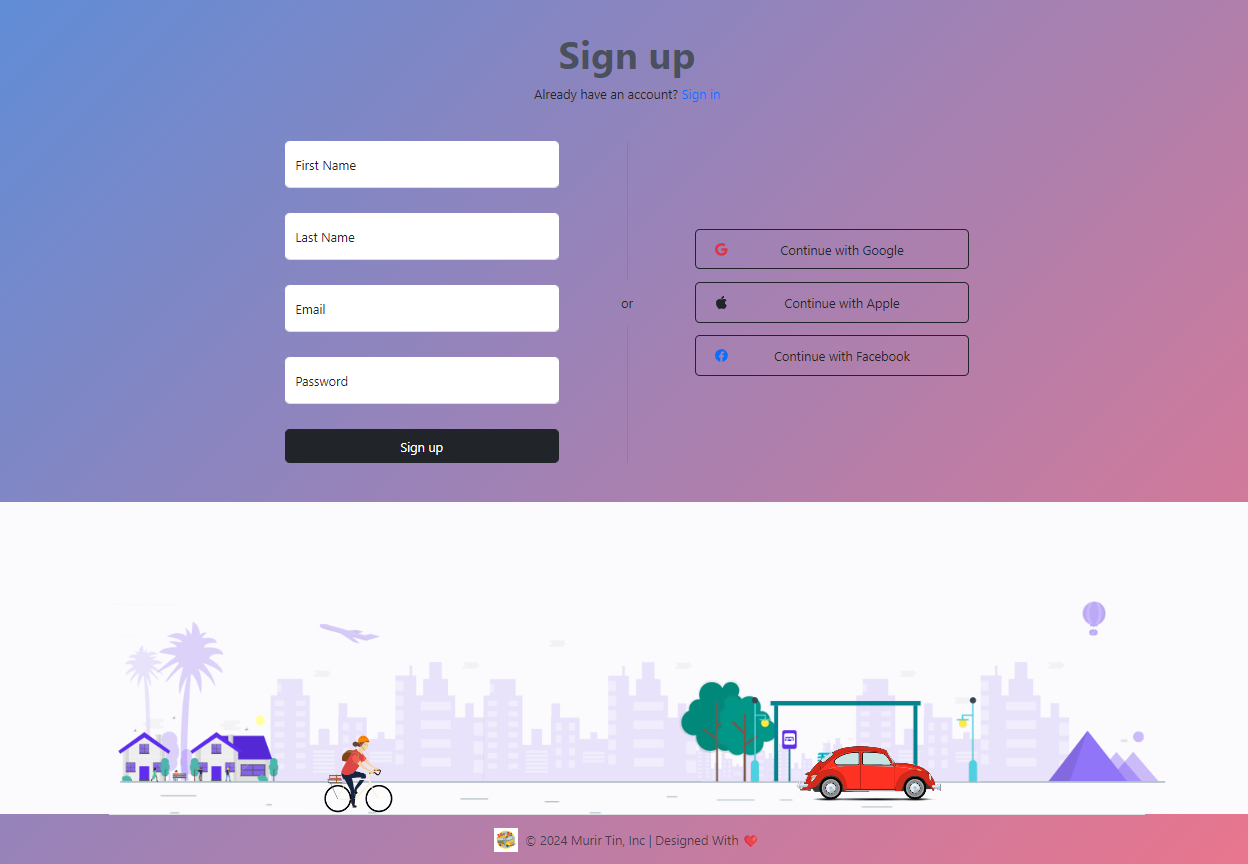 Sign up
Already have an account? Sign in
First Name
Last Name
Email
Password
Sign up
or
Continue with Google
Continue with Apple
Continue with Facebook
© 2024 Murir Tin, Inc | Designed With ❤️